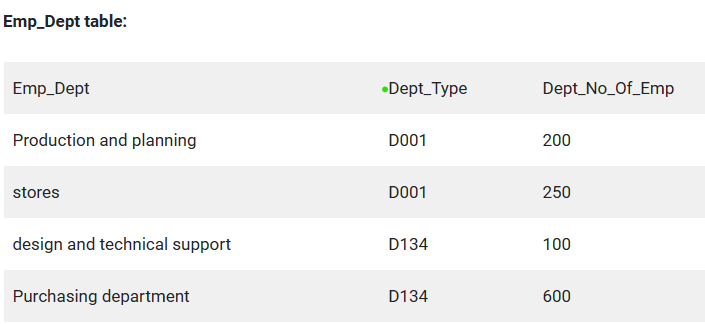 Emp_Dept table:
Emp_Dept Dept_Type Dept_No_Of_Emp
Production and planning D001 200
stores D001 250
design and technical support D134 100
Purchasing department D134 600